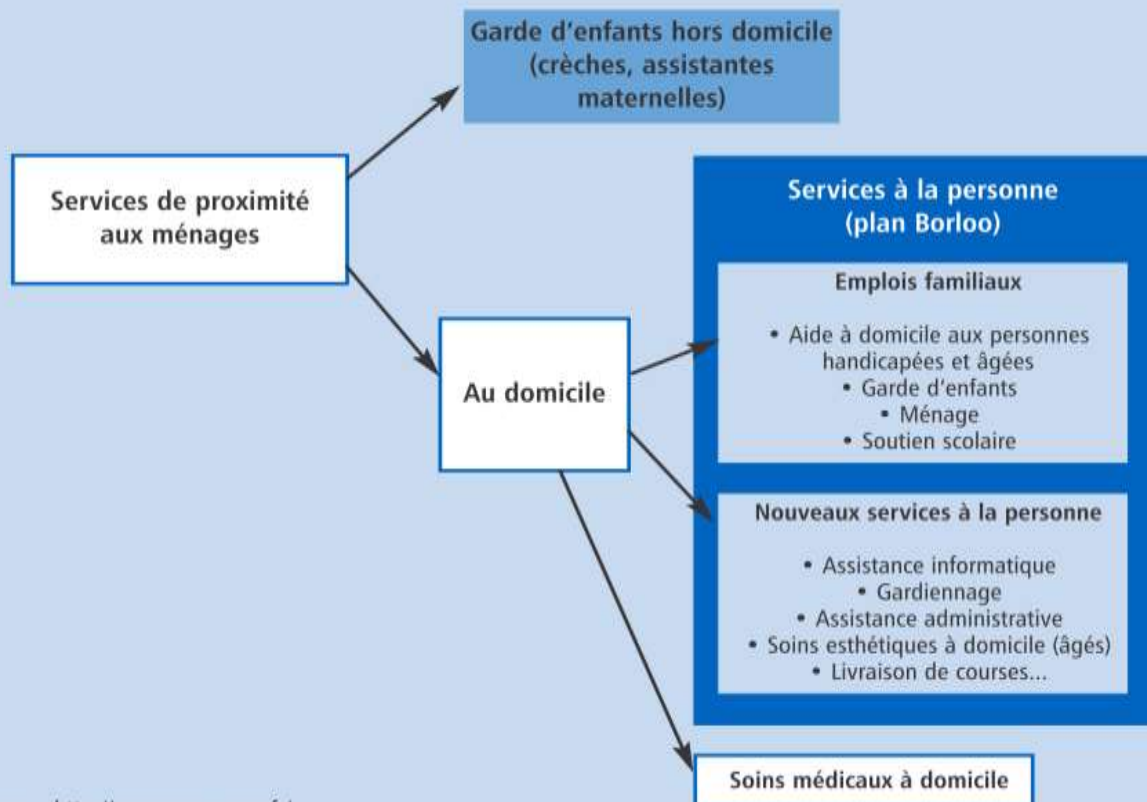 Garde d'enfants hors domicile
(crèches, assistantes
maternelles)
Services de proximité
aux ménages
Services à la personne
(plan Borloo)
Emplois familiaux
• Aide à domicile aux personnes
handicapées et âgées
• Garde d'enfants
• Ménage
• Soutien scolaire
Au domicile
Nouveaux services à la personne
• Assistance informatique
• Gardiennage
• Assistance administrative
• Soins esthétiques à domicile (âgés)
• Livraison de courses...
Soins médicaux à domicile